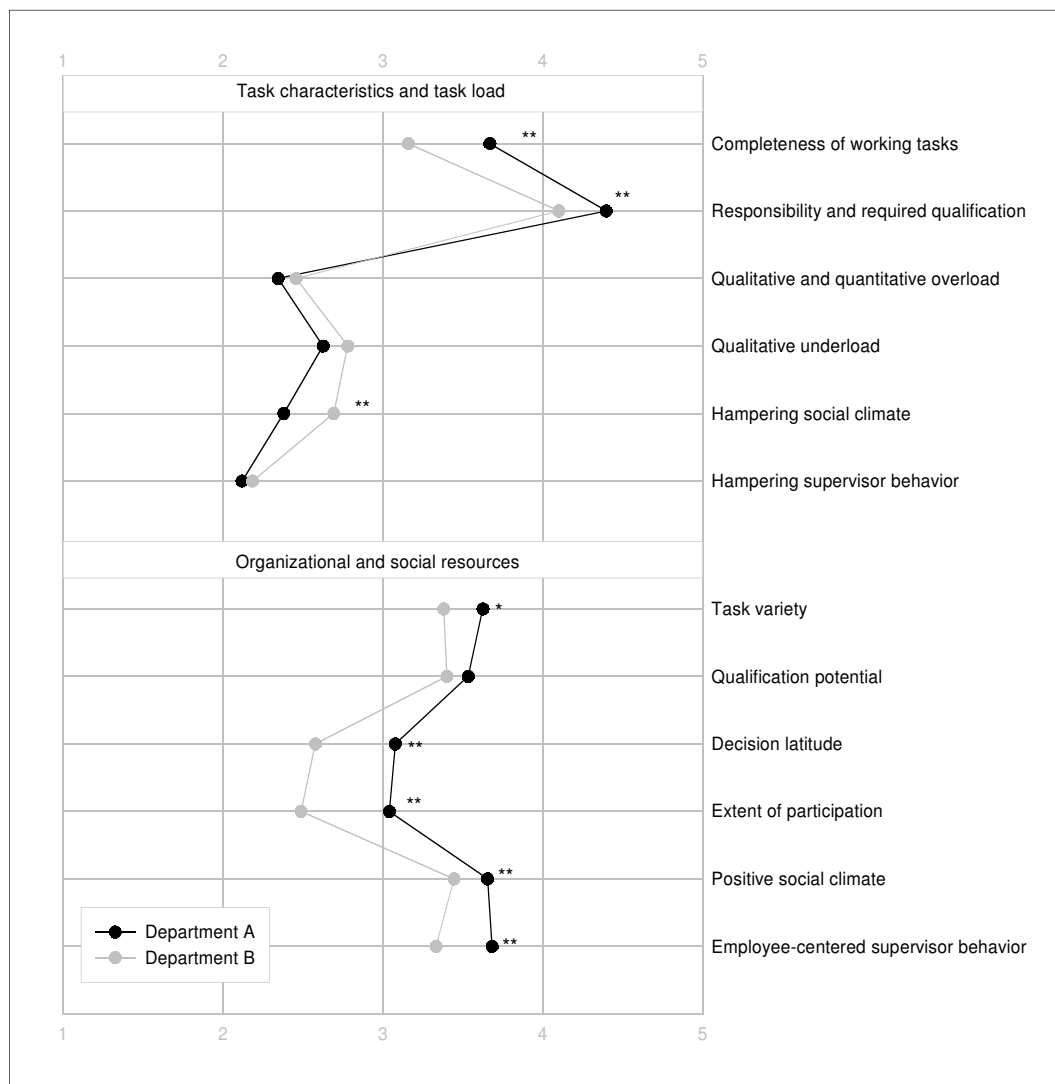 1 2 3 4 5
Task characteristics and task load
** Completeness of working tasks
** Responsibility and required qualification
Qualitative and quantitative overload
Qualitative underload
** Hampering social climate
Hampering supervisor behavior
Organizational and social resources
* Task variety
Qualification potential
** Decision latitude
** Extent of participation
** Positive social climate
Department A
** Employee-centered supervisor behavior
Department B
1 2 3 4 5